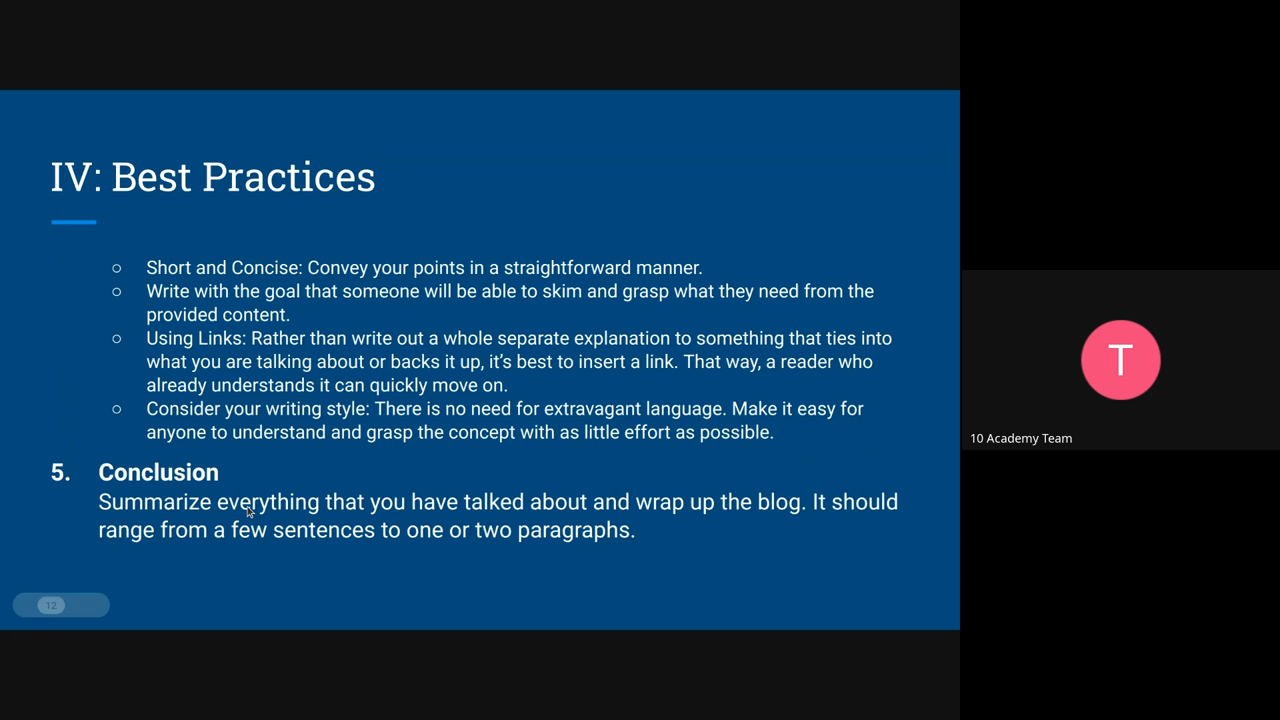 IV: Best Practices
○ Short and Concise: Convey your points in a straightforward manner.
○ Write with the goal that someone will be able to skim and grasp what they need from the
provided content.
○ Using Links: Rather than write out a whole separate explanation to something that ties into
what you are talking about or backs it up, it’s best to insert a link. That way, a reader who
already understands it can quickly move on.
○ Consider your writing style: There is no need for extravagant language. Make it easy for
anyone to understand and grasp the concept with as little effort as possible.
5. Conclusion
Summarize everything that you have talked about and wrap up the blog. It should
range from a few sentences to one or two paragraphs.
12
T
10 Academy Team